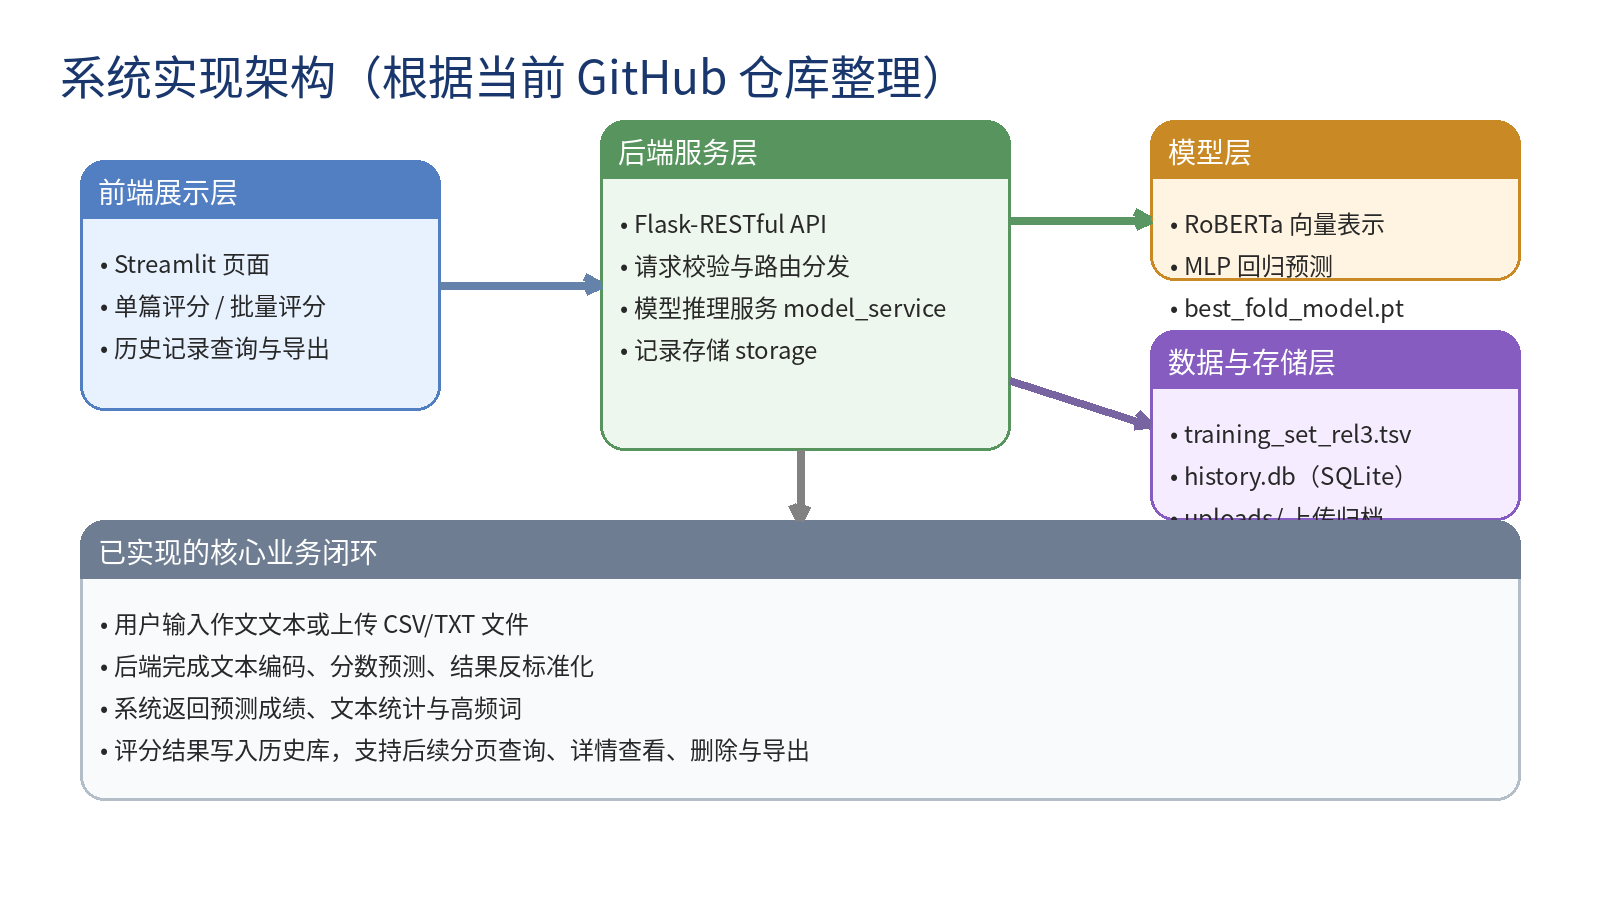 系统实现架构（根据当前 GitHub 仓库整理）
前端展示层
• Streamlit 页面
• 单篇评分 / 批量评分
• 历史记录查询与导出
后端服务层
• Flask-RESTful API
• 请求校验与路由分发
• 模型推理服务 model_service
• 记录存储 storage
模型层
• RoBERTa 向量表示
• MLP 回归预测
• best_fold_model.pt
数据与存储层
• training_set_rel3.tsv
• history.db（SQLite）
• uploads/ 上传归档
已实现的核心业务闭环
• 用户输入作文文本或上传 CSV/TXT 文件
• 后端完成文本编码、分数预测、结果反标准化
• 系统返回预测成绩、文本统计与高频词
• 评分结果写入历史库，支持后续分页查询、详情查看、删除与导出